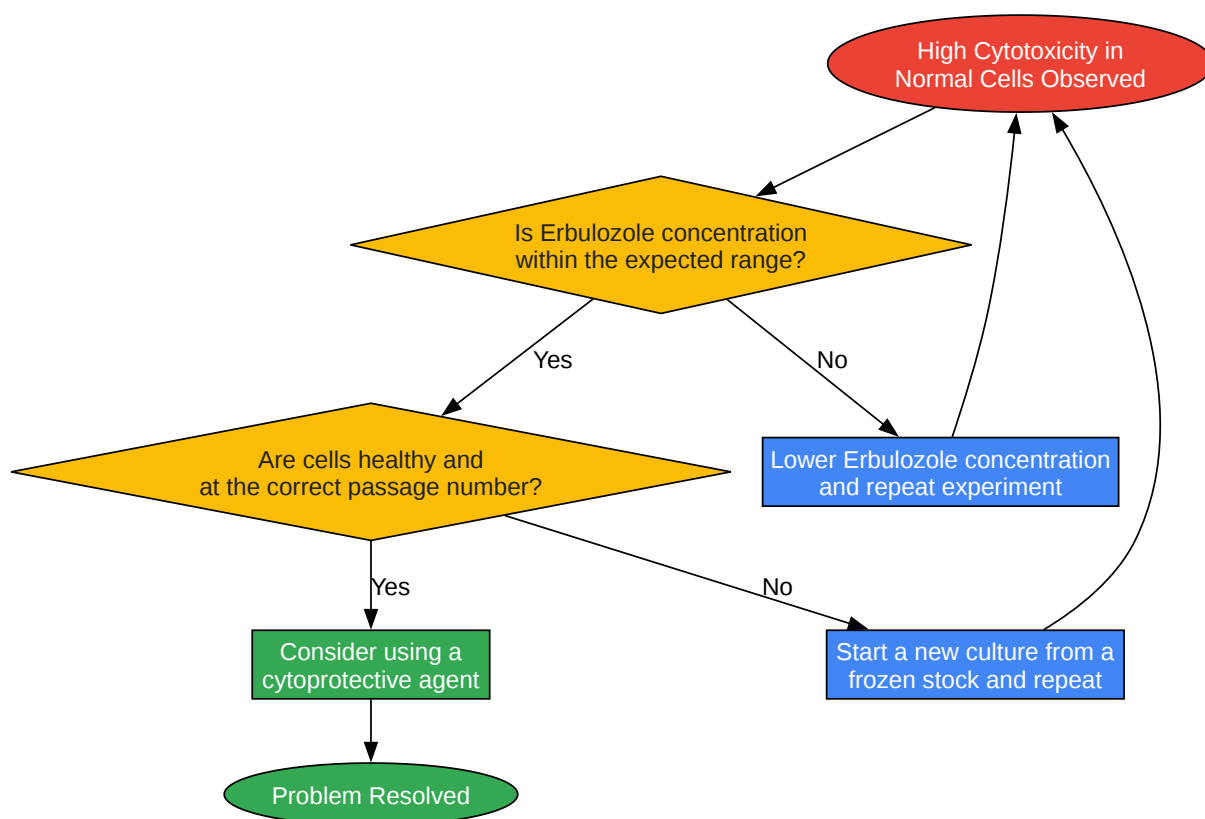 High Cytotoxicity in
Normal Cells Observed
Is Erbulozole concentration
within the expected range?
Yes
No
Are cells healthy and
at the correct passage number?
Lower Erbulozole concentration
and repeat experiment
Yes
No
Consider using a
cytoprotective agent
Start a new culture from a
frozen stock and repeat
Problem Resolved